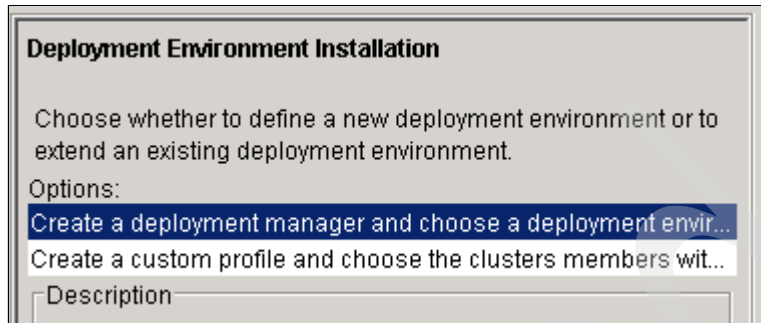 Deployment Environment Installation
Choose whether to define a new deployment environment or to
extend an existing deployment environment.
Options:
Create a deployment manager and choose a deployment envir...
Create a custom profile and choose the clusters members wit...
Description